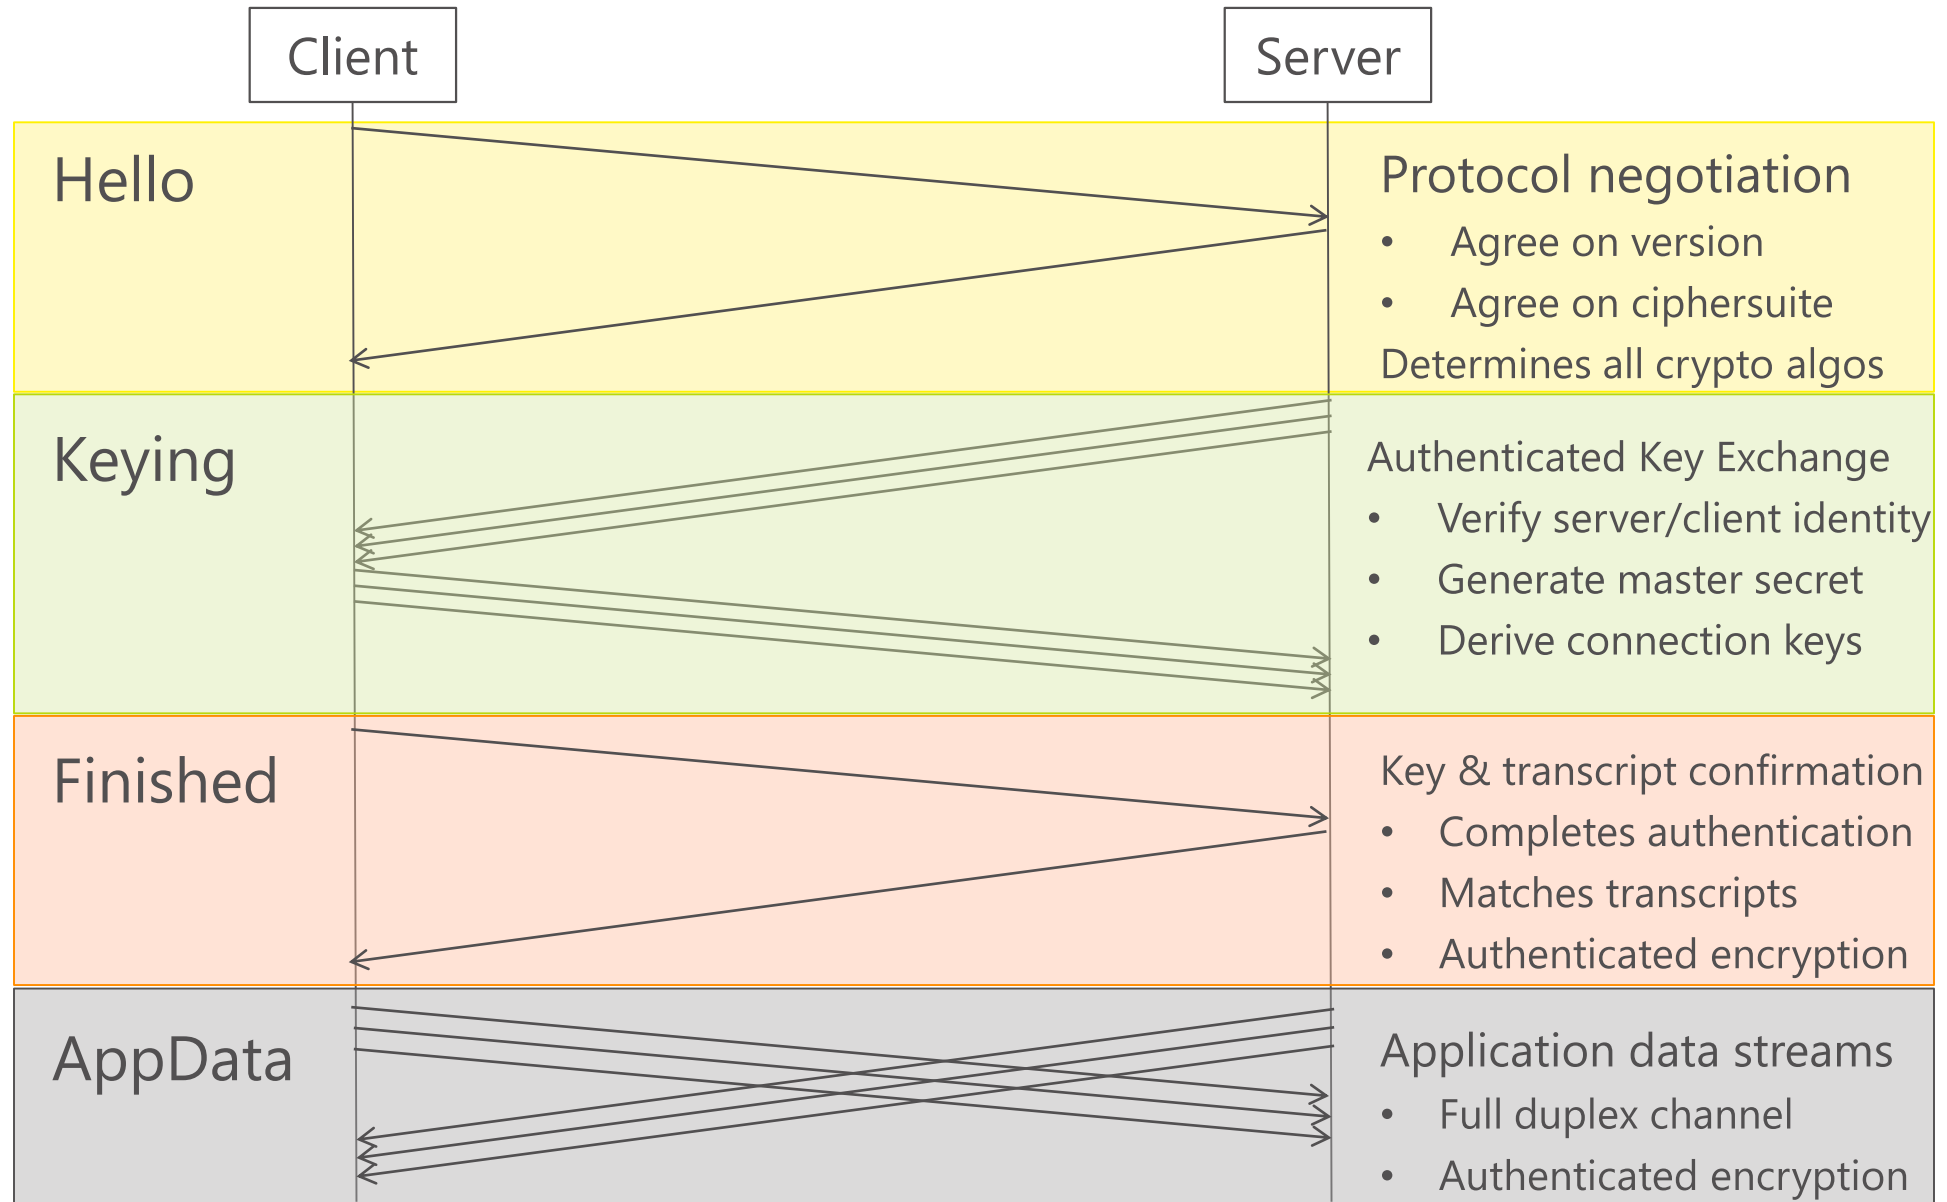 Client
Server
Hello
Protocol negotiation
• Agree on version
• Agree on ciphersuite
Determines all crypto algos
Keying
Authenticated Key Exchange
• Verify server/client identity
• Generate master secret
• Derive connection keys
Finished
Key & transcript confirmation
• Completes authentication
• Matches transcripts
• Authenticated encryption
AppData
Application data streams
• Full duplex channel
• Authenticated encryption